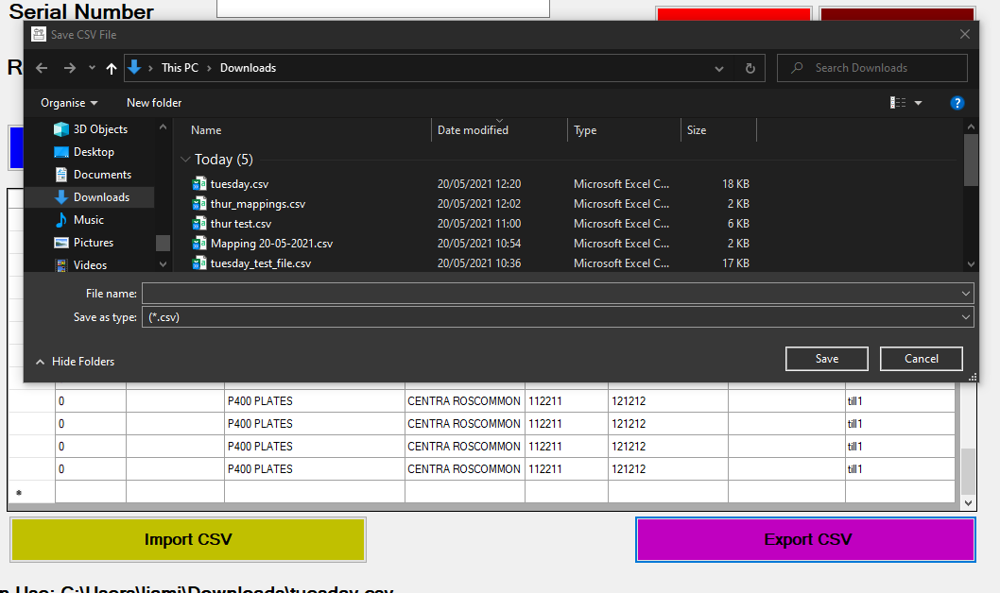 Serial Number
Save CSV File
R
This PC > Downloads
Search Downloads
Organise
New folder
?
Name Date modified Type Size
3D Objects
Desktop
Documents
Downloads
Music
Pictures
Videos
Today (5)
tuesday.csv 20/05/2021 12:20 Microsoft Excel C... 18 KB
thur_mappings.csv 20/05/2021 12:02 Microsoft Excel C... 2 KB
thur test.csv 20/05/2021 11:00 Microsoft Excel C... 6 KB
Mapping 20-05-2021.csv 20/05/2021 10:54 Microsoft Excel C... 2 KB
tuesday_test_file.csv 20/05/2021 10:36 Microsoft Excel C... 17 KB
File name:
Save as type: (*.csv)
Hide Folders
Save
Cancel
0 P400 PLATES CENTRA ROSCOMMON 112211 121212 till1
0 P400 PLATES CENTRA ROSCOMMON 112211 121212 till1
0 P400 PLATES CENTRA ROSCOMMON 112211 121212 till1
0 P400 PLATES CENTRA ROSCOMMON 112211 121212 till1
*
Import CSV
Export CSV
n Use: C:\Users\liami\Downloads\tuesday.csv